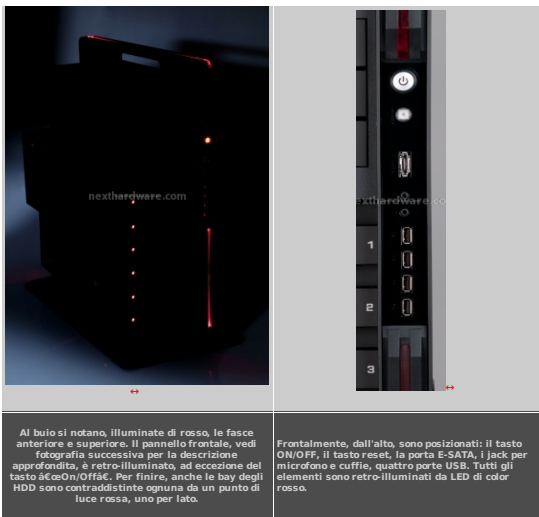 nexthardware.com
Al buio si notano, illuminate di rosso, le fasce
anteriore e superiore. Il pannello frontale, vedi
fotografia successiva per la descrizione
approfondita, è retro-illuminato, ad eccezione del
tasto â€œOn/Offâ€. Per finire, anche le bay degli
HDD sono contraddistinte ognuna da un punto di
luce rossa, uno per lato.
exthardware.co
1
2
3
Frontalmente, dall'alto, sono posizionati: il tasto
ON/OFF, il tasto reset, la porta E-SATA, i jack per
microfono e cuffie, quattro porte USB. Tutti gli
elementi sono retro-illuminati da LED di color
rosso.